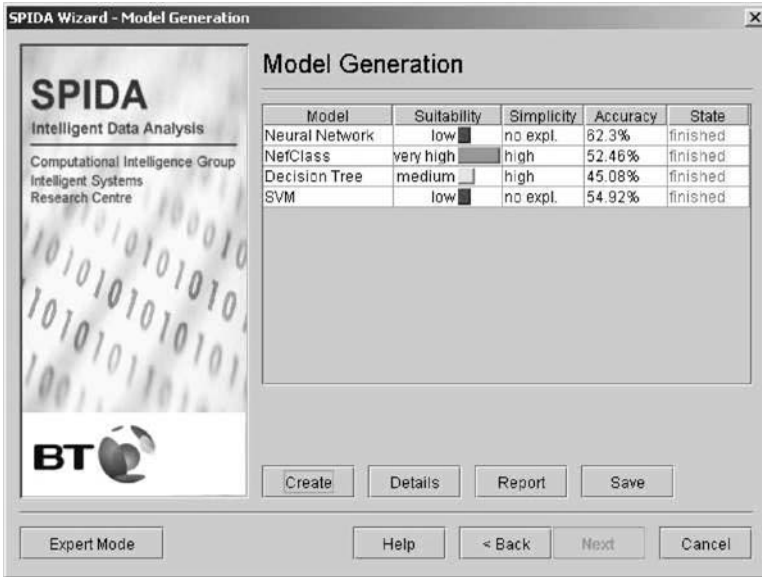 SPIDA Wizard - Model Generation
SPIDA
Intelligent Data Analysis
Computational Intelligence Group
Intelligent Systems
Research Centre
BT
Model Generation
Model Suitability Simplicity Accuracy State
Neural Network low no expl. 62.3% finished
NefClass very high high 52.46% finished
Decision Tree medium high 45.08% finished
SVM low no expl. 54.92% finished
Create Details Report Save
Expert Mode Help < Back Next Cancel